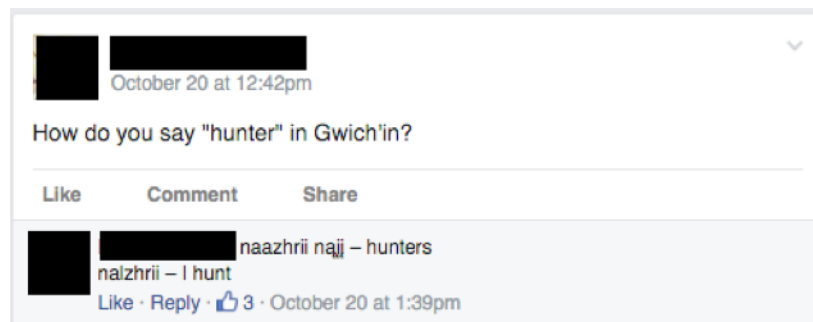 October 20 at 12:42pm
How do you say "hunter" in Gwich'in?
Like Comment Share
naazhrii nąįį – hunters
nalzhrii – I hunt
Like · Reply · 3 · October 20 at 1:39pm